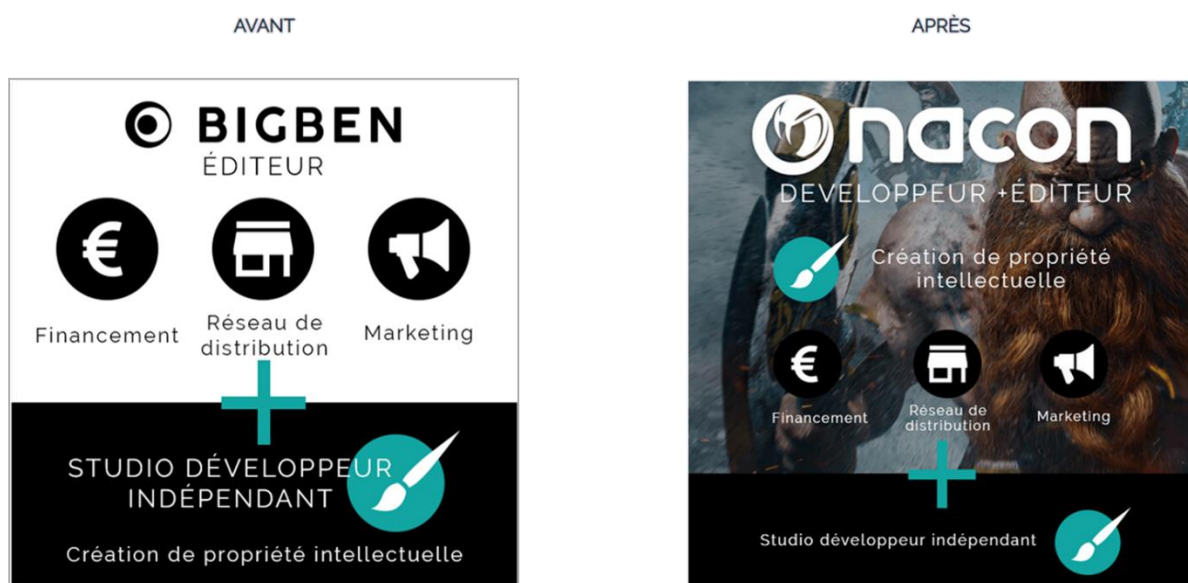 AVANT
BIGBEN
ÉDITEUR
€
Financement
Réseau de
distribution
Marketing
STUDIO DÉVELOPPEUR
INDÉPENDANT
Création de propriété intellectuelle
APRÈS
nacon
DEVELOPPEUR +ÉDITEUR
Création de propriété
intellectuelle
€
Financement
Réseau de
distribution
Marketing
Studio développeur indépendant